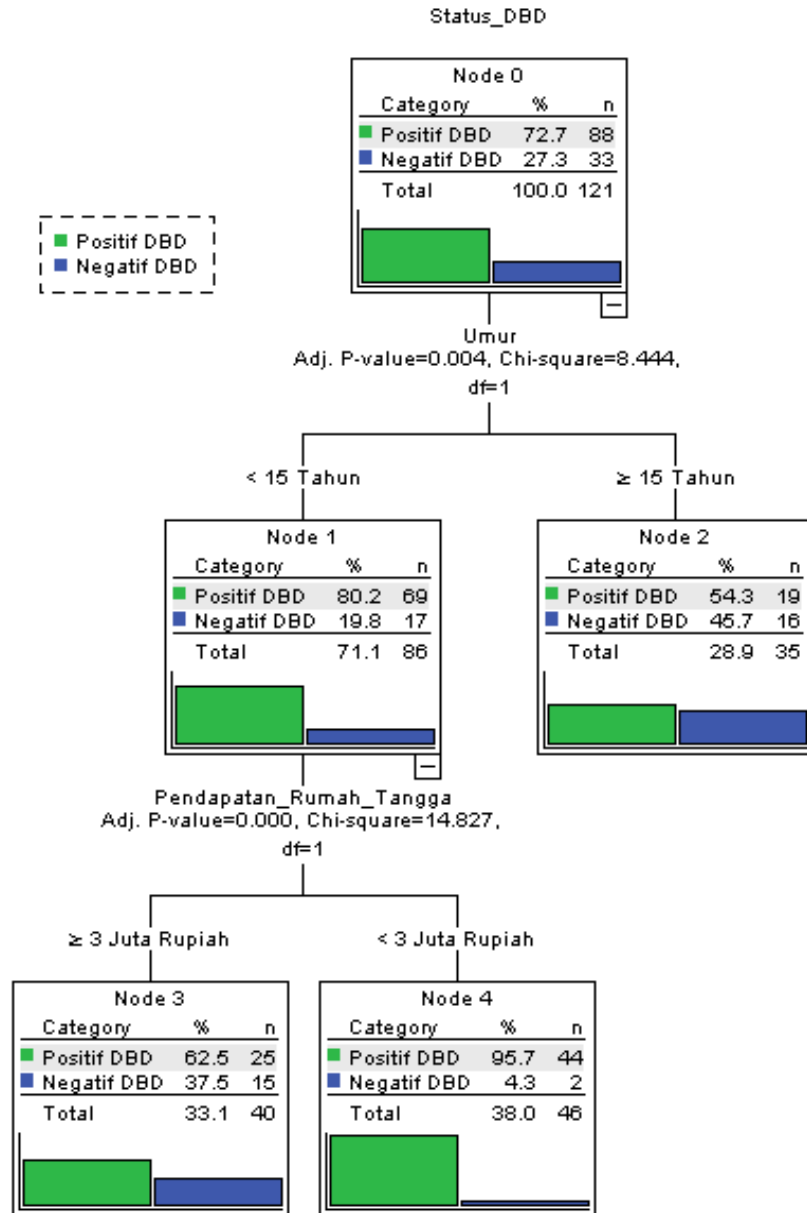 Status_DBD
Node 0
Category % n
Positif DBD 72.7 88
Negatif DBD 27.3 33
Total 100.0 121
Positif DBD
Negatif DBD
Umur
Adj. P-value=0.004, Chi-square=8.444,
df=1
< 15 Tahun
≥ 15 Tahun
Node 1
Category % n
Positif DBD 80.2 69
Negatif DBD 19.8 17
Total 71.1 86
Node 2
Category % n
Positif DBD 54.3 19
Negatif DBD 45.7 16
Total 28.9 35
Pendapatan_Rumah_Tangga
Adj. P-value=0.000, Chi-square=14.827,
df=1
≥ 3 Juta Rupiah
< 3 Juta Rupiah
Node 3
Category % n
Positif DBD 62.5 25
Negatif DBD 37.5 15
Total 33.1 40
Node 4
Category % n
Positif DBD 95.7 44
Negatif DBD 4.3 2
Total 38.0 46